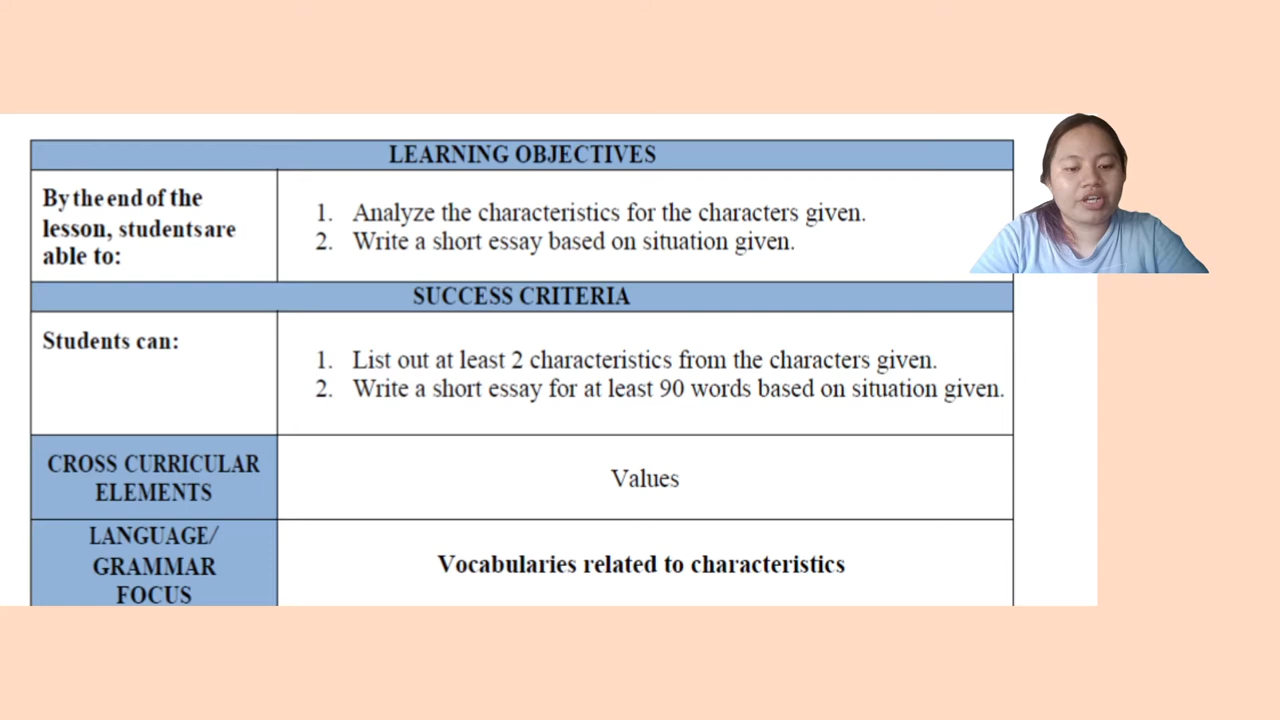 LEARNING OBJECTIVES
By the end of the
lesson, students are
able to:
1. Analyze the characteristics for the characters given.
2. Write a short essay based on situation given.
SUCCESS CRITERIA
Students can:
1. List out at least 2 characteristics from the characters given.
2. Write a short essay for at least 90 words based on situation given.
CROSS CURRICULAR
ELEMENTS
Values
LANGUAGE/
GRAMMAR
FOCUS
Vocabularies related to characteristics